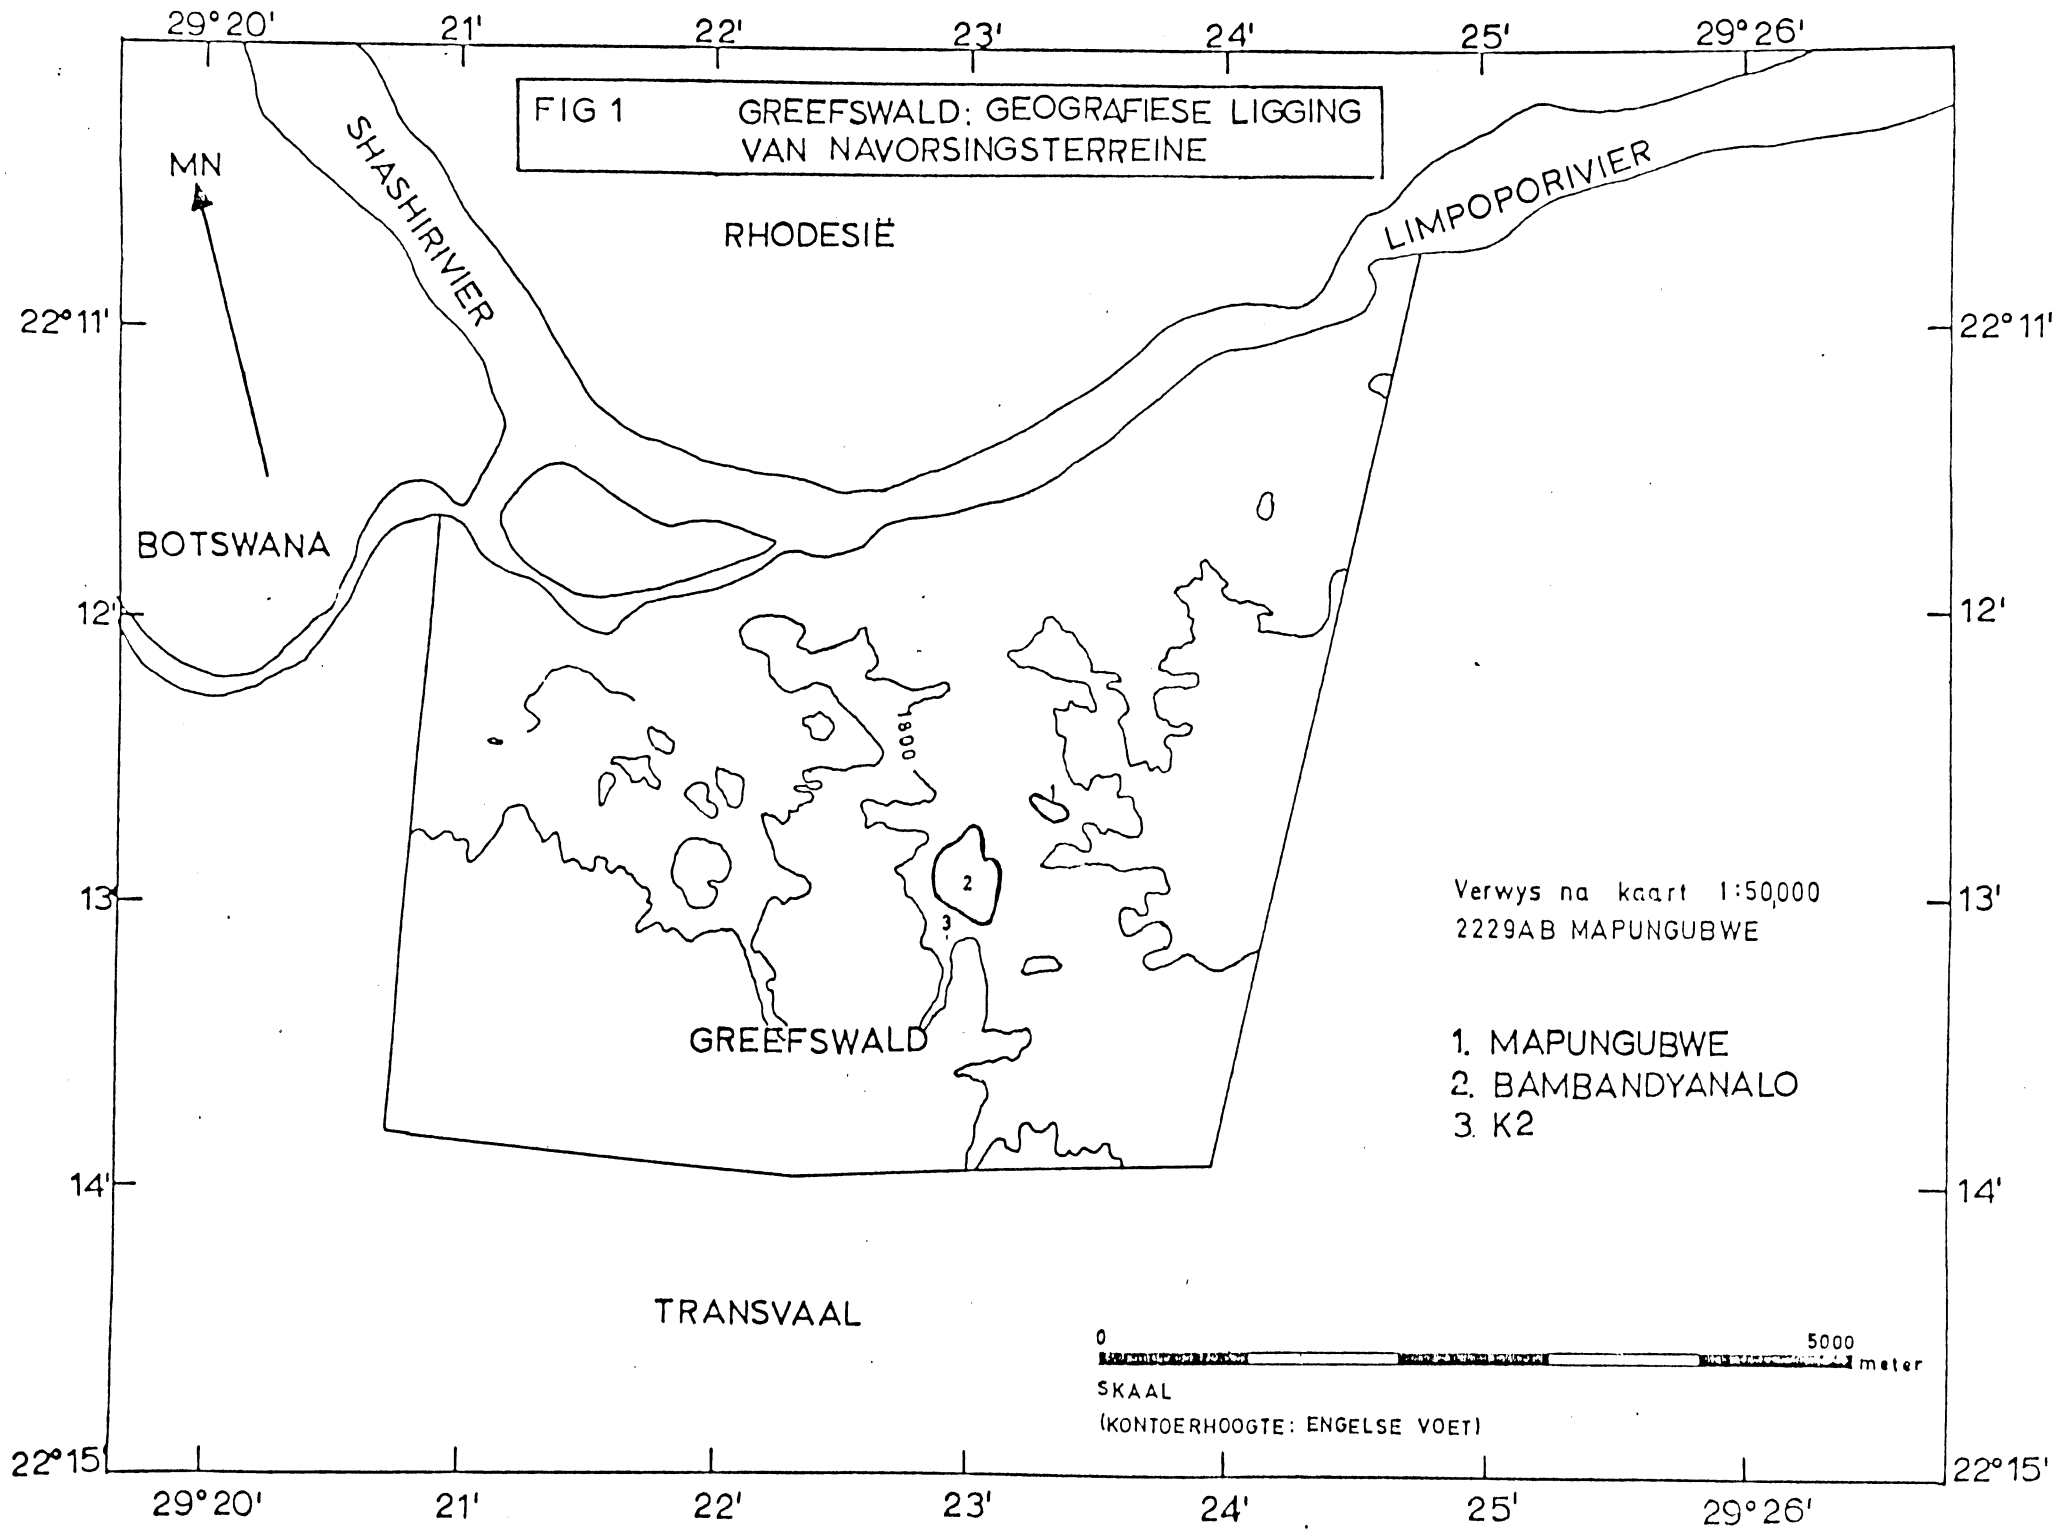 29° 20' 21' 22' 23' 24' 25' 29° 26'
FIG 1 GREEFSWALD: GEOGRAFIESE LIGGING
VAN NAVORSINGSTERREINE
MN
SHASHIRIVIER
LIMPOPORIVIER
RHODESIË
22° 11' 22° 11'
BOTSWANA
12' 12'
1800
2
3
13' 13'
Verwys na kaart 1:50,000
2229AB MAPUNGUBWE
GREEFSWALD
1. MAPUNGUBWE
2. BAMBANDYANALO
3. K2
14' 14'
TRANSVAAL
0 5000
meter
SKAAL
(KONTOERHOOGTE: ENGELSE VOET)
22° 15' 22° 15'
29° 20' 21' 22' 23' 24' 25' 29° 26'